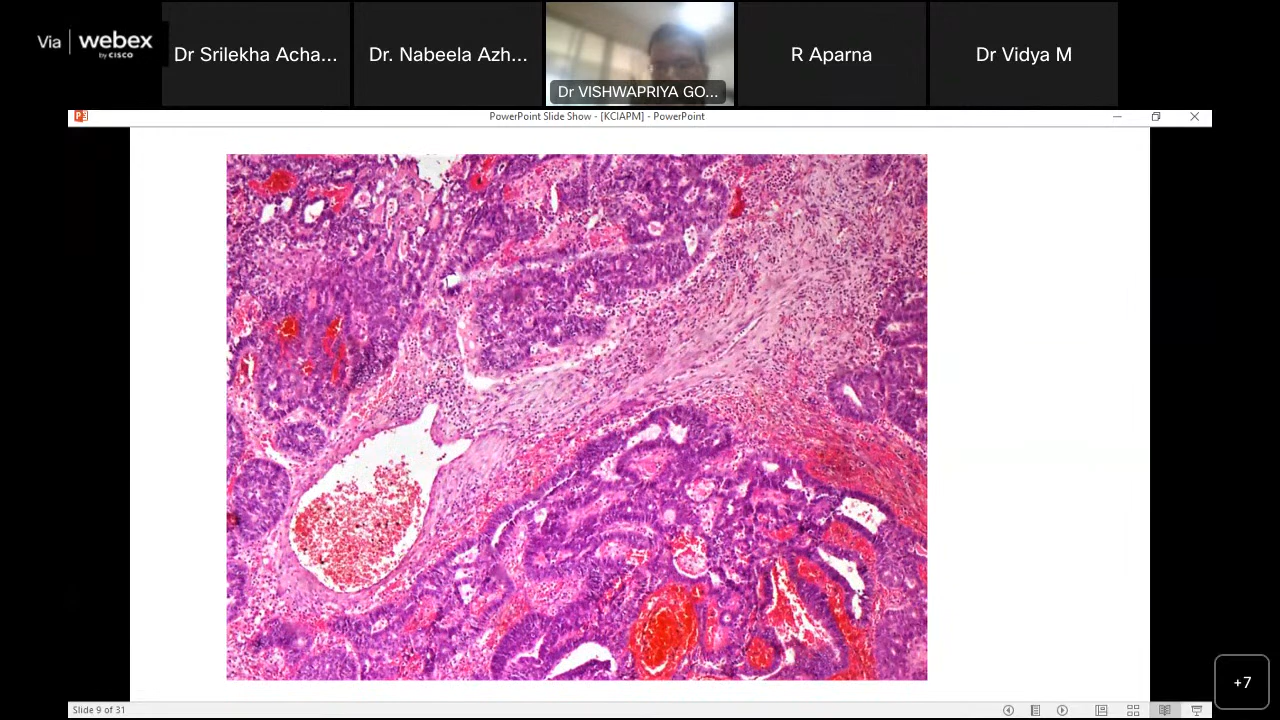 Via webex
by CISCO
Dr Srilekha Acha...
Dr. Nabeela Azh...
Dr VISHWAPRIYA GO...
R Aparna
Dr Vidya M
PowerPoint Slide Show - [KCIAPM] - PowerPoint
Slide 9 of 31
+7